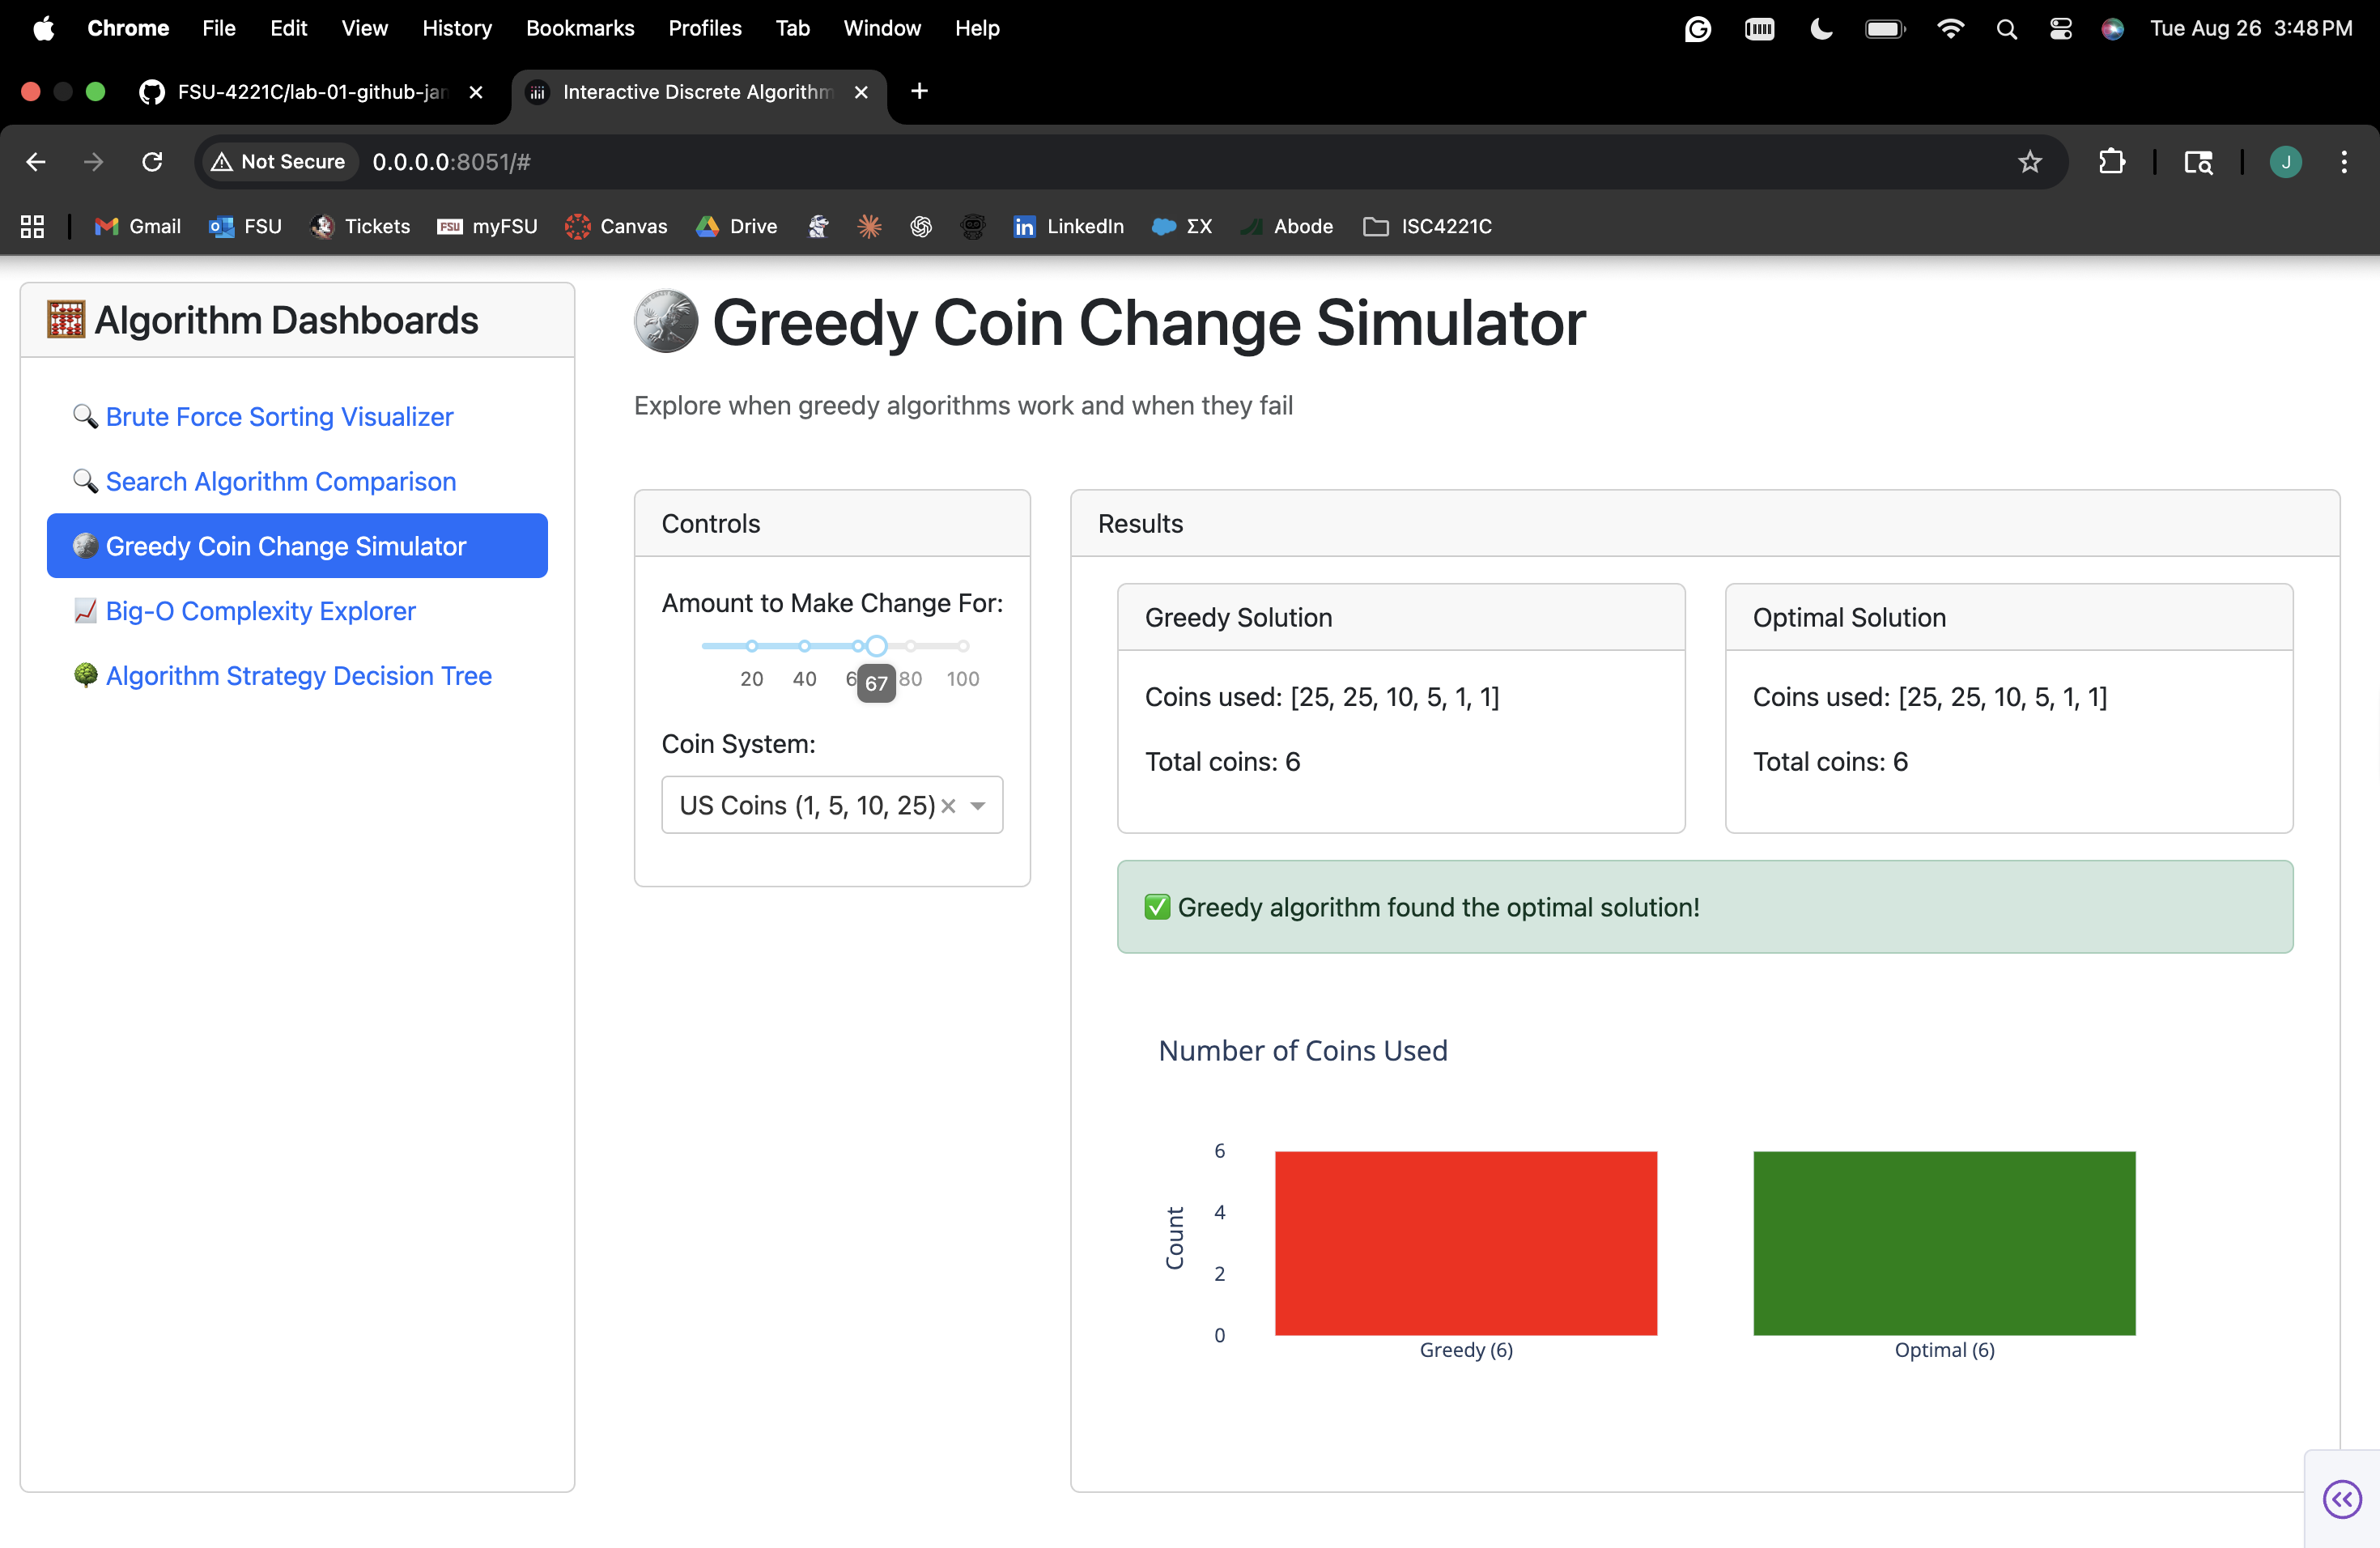 Chrome File Edit View History Bookmarks Profiles Tab Window Help Tue Aug 26 3:48 PM
FSU-4221C/lab-01-github-jan Interactive Discrete Algorithm
Not Secure 0.0.0.0:8051/#
Gmail FSU Tickets FSU myFSU Canvas Drive in LinkedIn ΣX Abode ISC4221C
J
Algorithm Dashboards
Brute Force Sorting Visualizer
Search Algorithm Comparison
Greedy Coin Change Simulator
Big-O Complexity Explorer
Algorithm Strategy Decision Tree
Greedy Coin Change Simulator
Explore when greedy algorithms work and when they fail
Controls
Amount to Make Change For:
20 40 6 67 80 100
Coin System:
US Coins (1, 5, 10, 25)
Results
Greedy Solution
Coins used: [25, 25, 10, 5, 1, 1]
Total coins: 6
Optimal Solution
Coins used: [25, 25, 10, 5, 1, 1]
Total coins: 6
✅ Greedy algorithm found the optimal solution!
Number of Coins Used
Count
6
4
2
0
Greedy (6) Optimal (6)